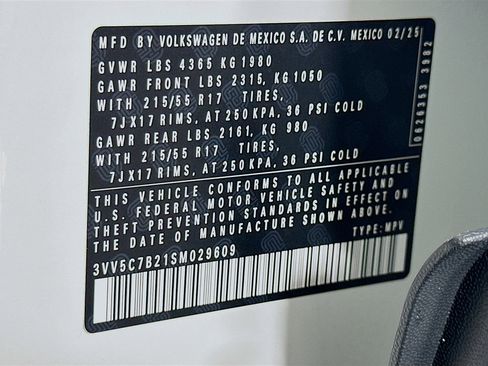 MFD BY VOLKSWAGEN DE MEXICO S.A. DE C.V. MEXICO 02/25
GVWR LBS 4365 KG 1980
GAWR FRONT LBS 2315, KG 1050
WITH 215/55 R17 TIRES,
7JX17 RIMS, AT 250 KPA, 36 PSI COLD
GAWR REAR LBS 2161, KG 980
WITH 215/55 R17 TIRES,
7JX17 RIMS, AT 250 KPA, 36 PSI COLD
THIS VEHICLE CONFORMS TO ALL APPLICABLE
U.S. FEDERAL MOTOR VEHICLE SAFETY AND
THEFT PREVENTION STANDARDS IN EFFECT ON
DATE OF MANUFACTURE SHOWN ABOVE.
TYPE: MPV
3VV5C7B21SM029609
0626353 3982